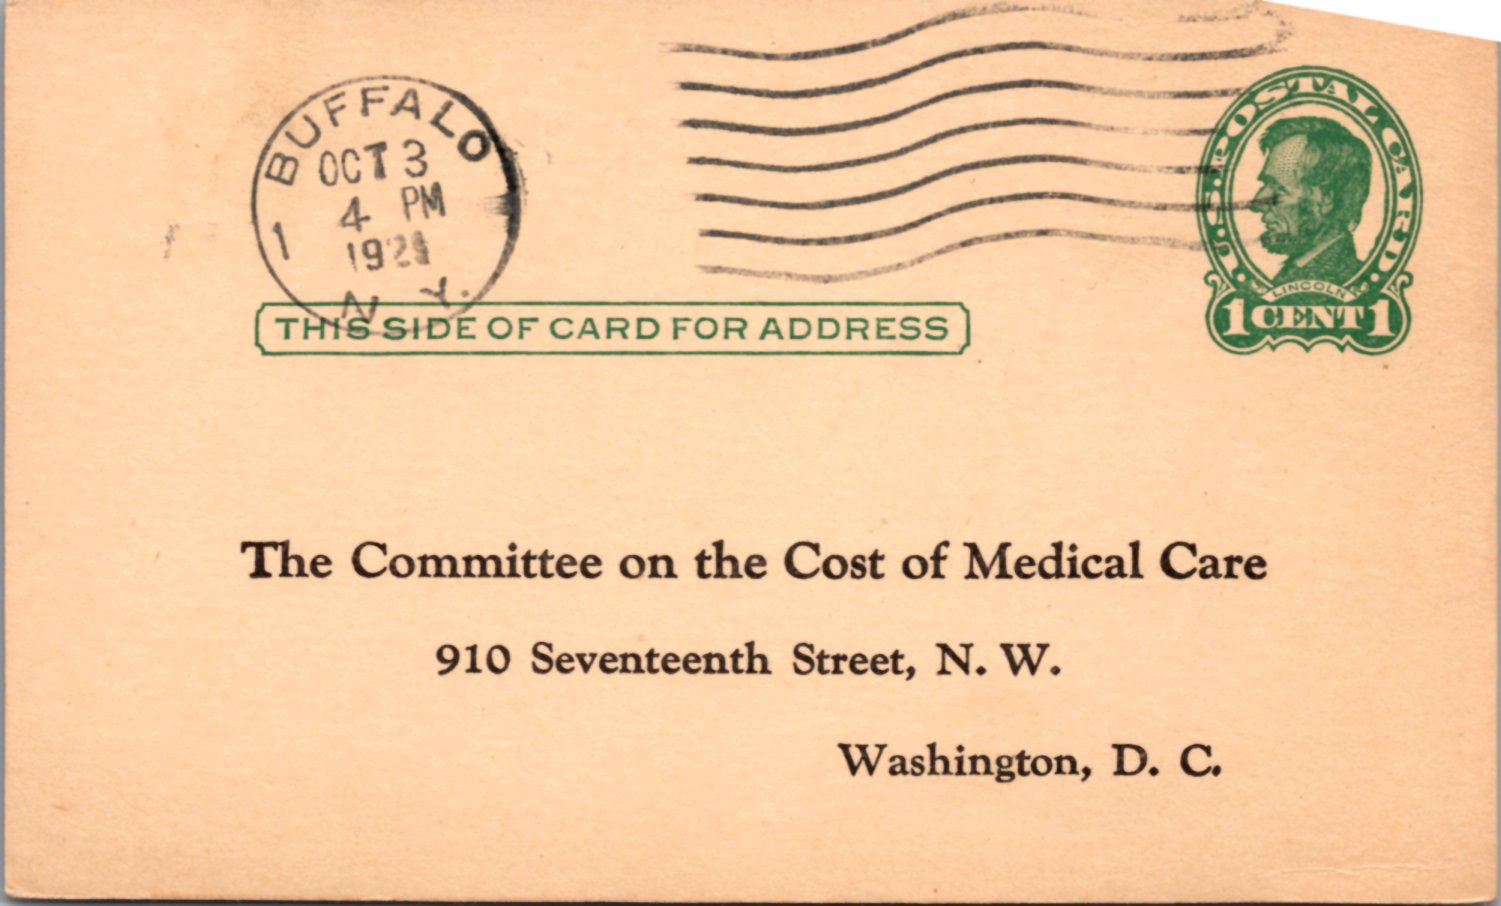 BUFFALO
OCT 3
4 PM
1
N. Y.
U.S. POSTAL CARD
LINCOLN
1 CENT 1
THIS SIDE OF CARD FOR ADDRESS
The Committee on the Cost of Medical Care
910 Seventeenth Street, N. W.
Washington, D. C.